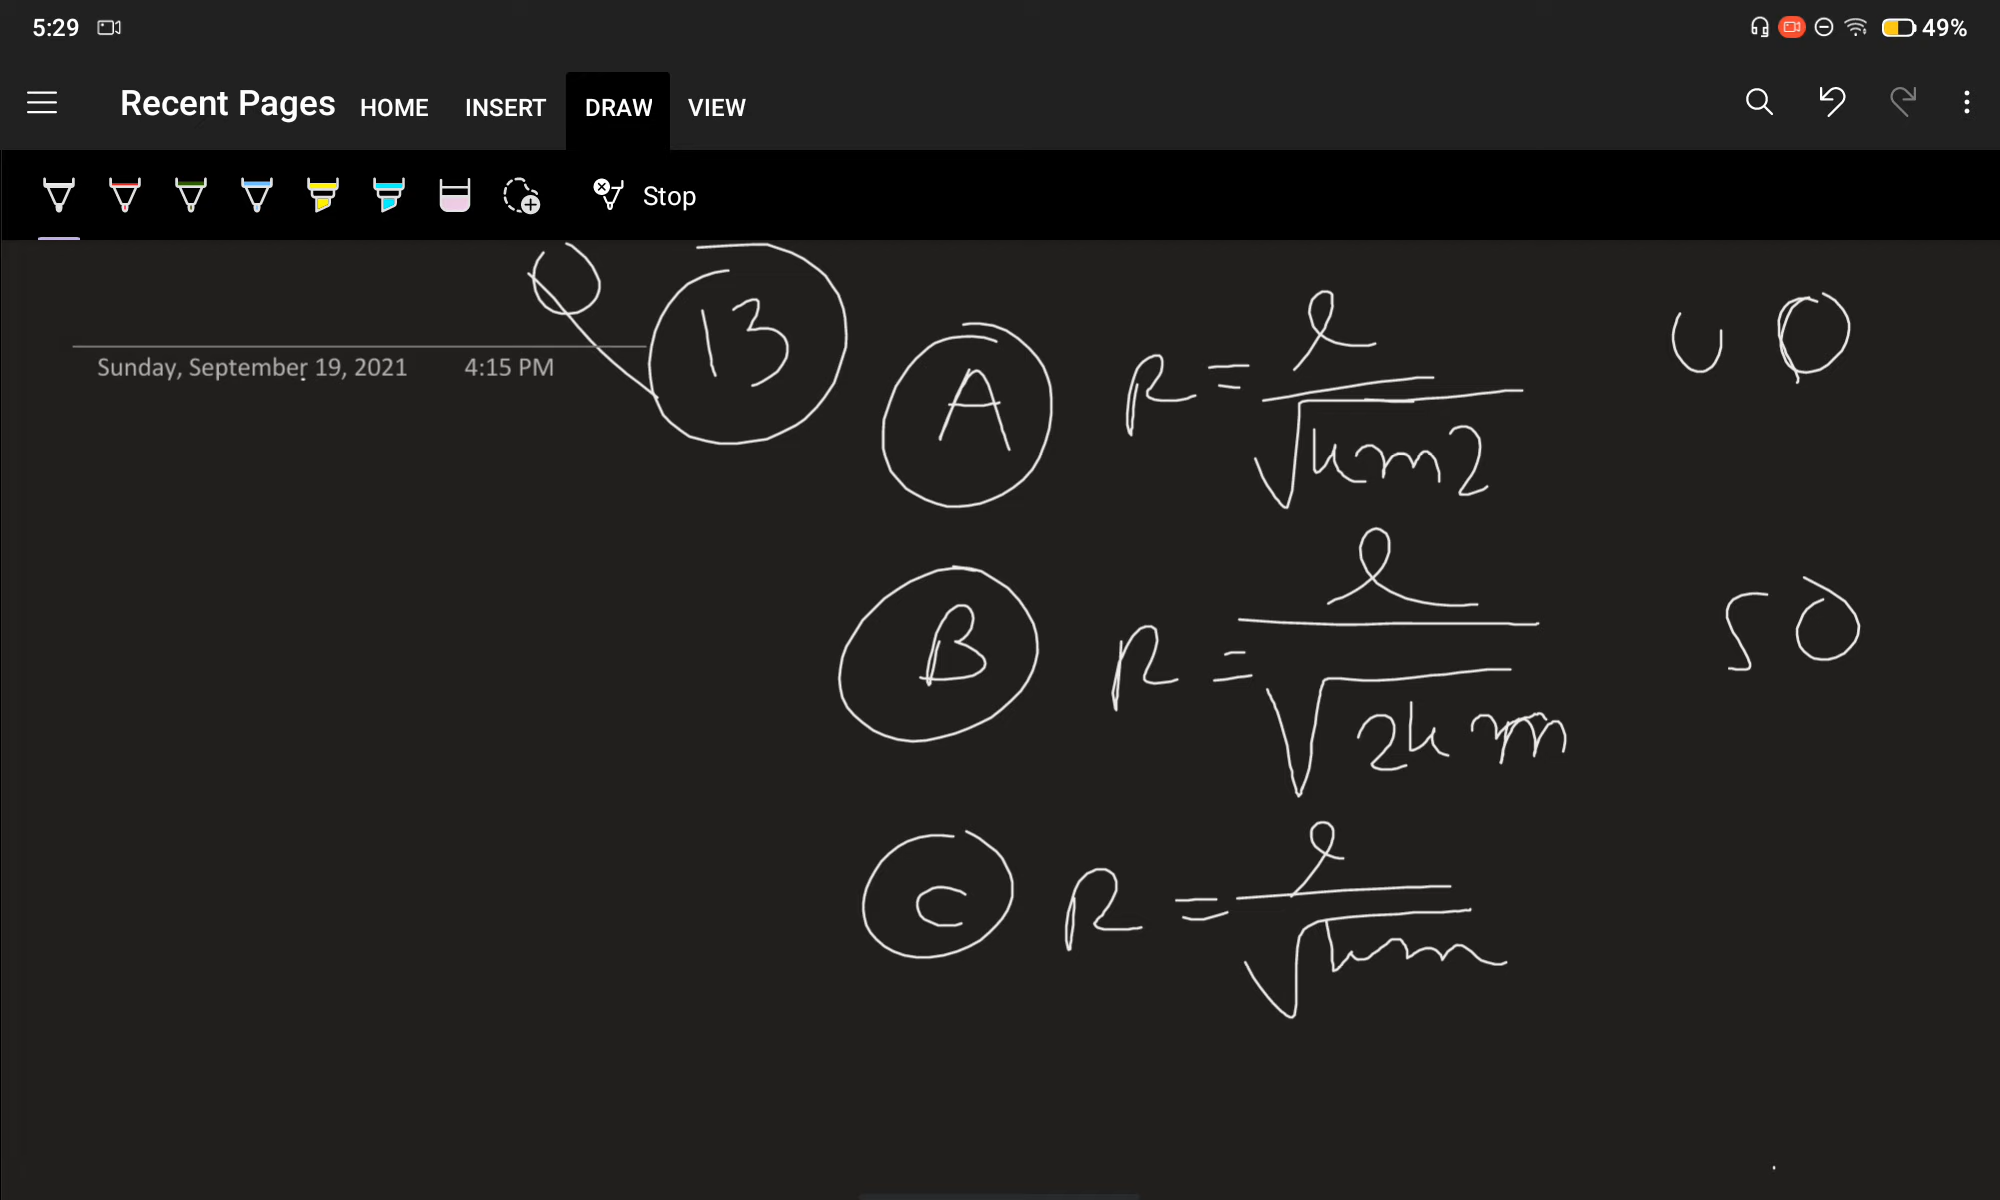 5:29 49%
Recent Pages HOME INSERT DRAW VIEW
Stop
Q 13
Sunday, September 19, 2021 4:15 PM
A R = l / √km2 40
B R = l / √2km 50
C R = l / √km